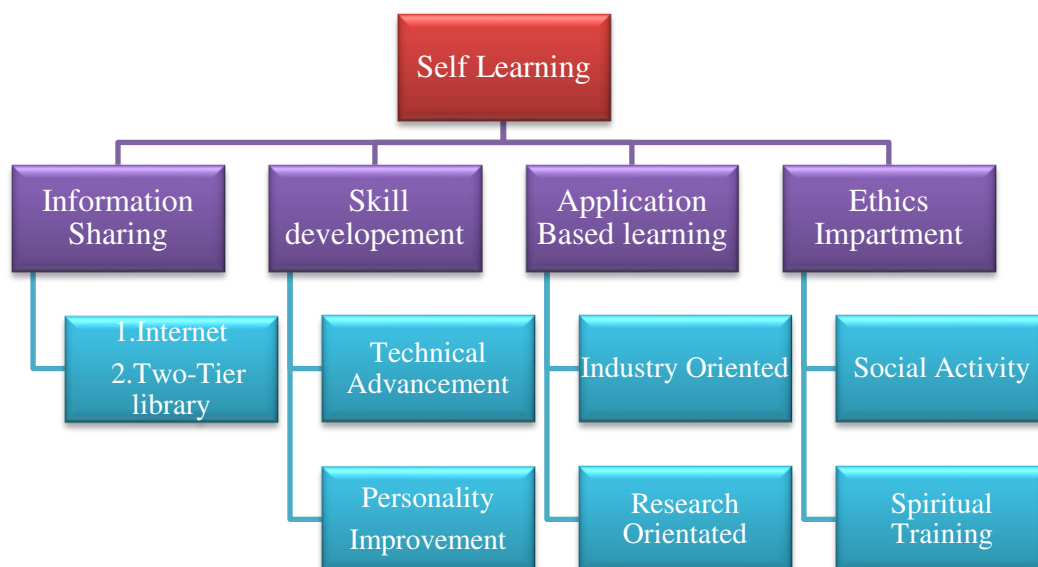 Self Learning
Information
Sharing
Skill
developement
Application
Based learning
Ethics
Impartment
1.Internet
2.Two-Tier
library
Technical
Advancement
Industry Oriented
Social Activity
Personality
Improvement
Research
Orientated
Spiritual
Training